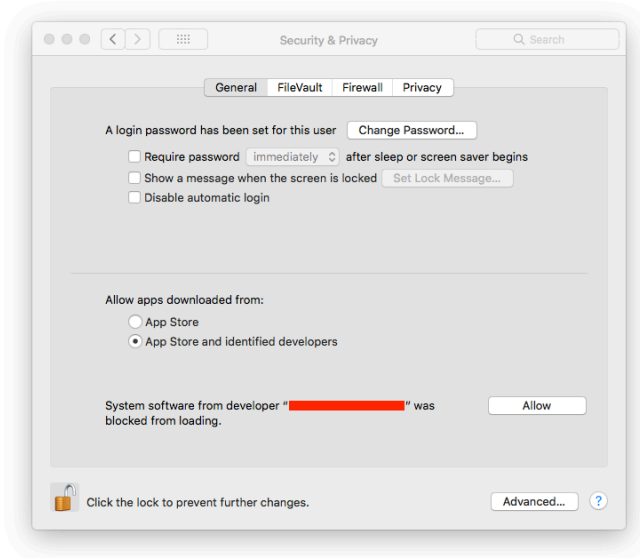 Security & Privacy
Search
General FileVault Firewall Privacy
A login password has been set for this user Change Password...
Require password immediately after sleep or screen saver begins
Show a message when the screen is locked Set Lock Message...
Disable automatic login
Allow apps downloaded from:
App Store
App Store and identified developers
System software from developer " " was Allow
blocked from loading.
Click the lock to prevent further changes. Advanced... ?